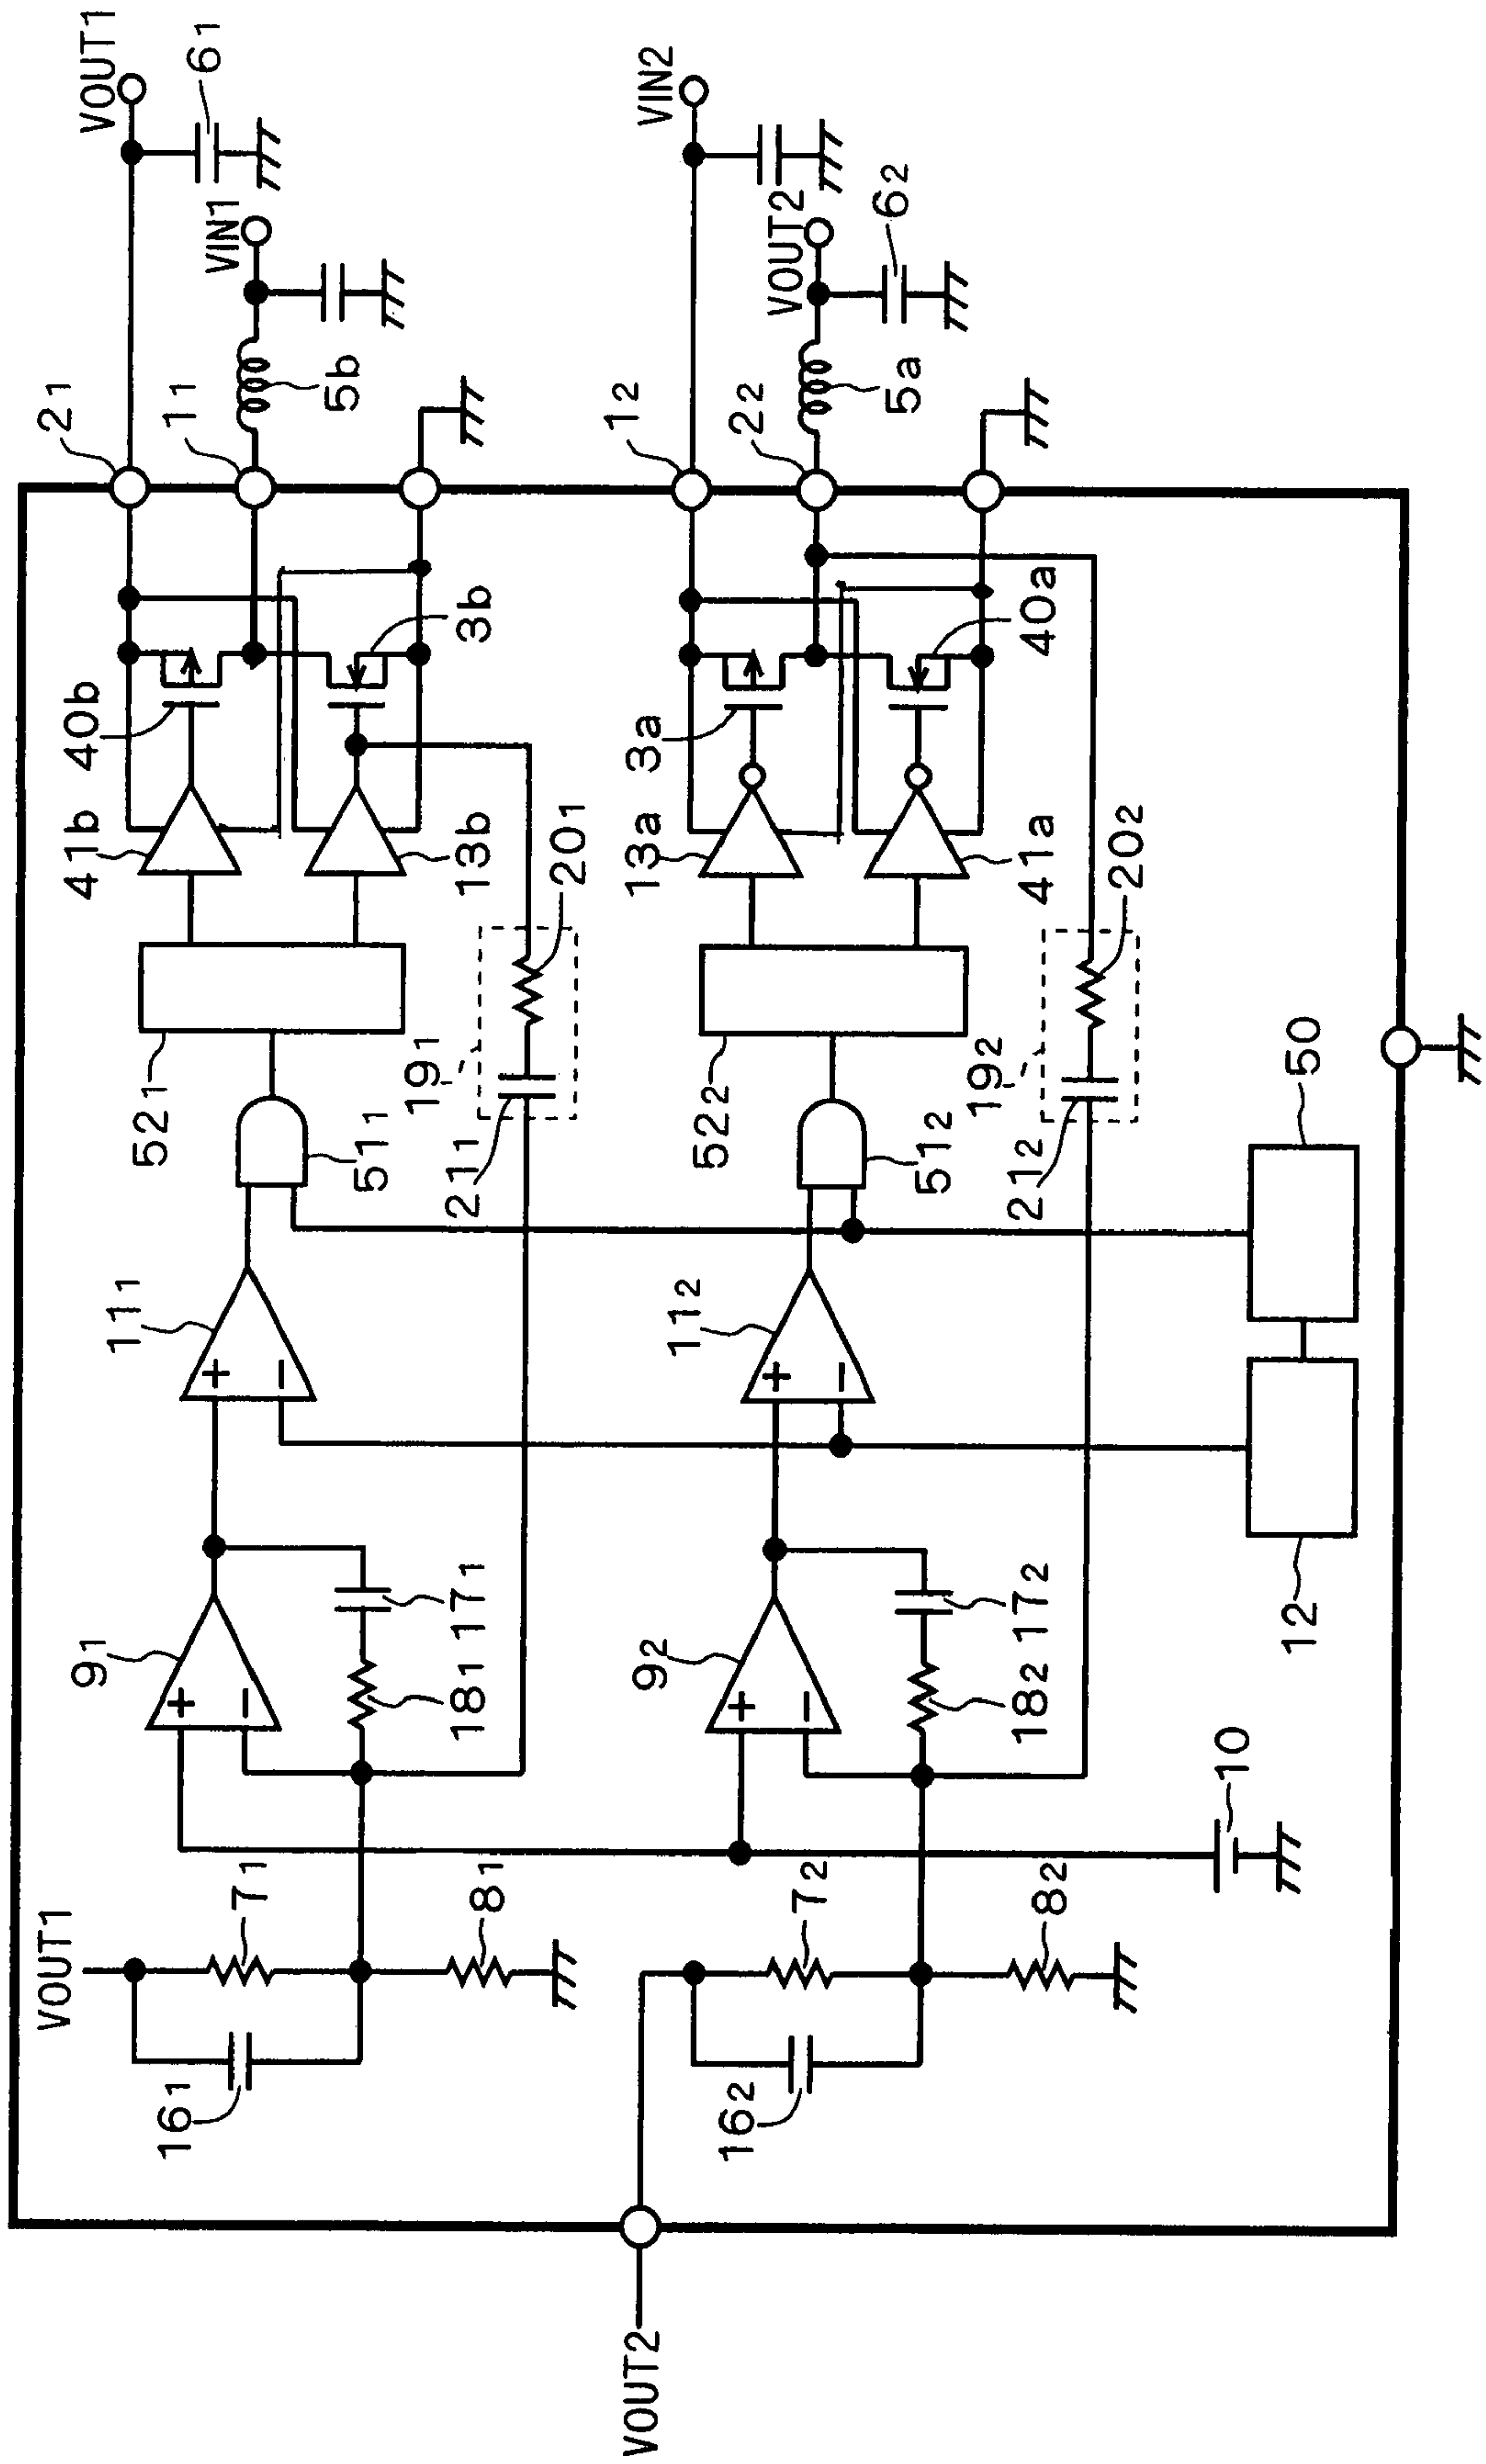 VOUT1
6₁
VIN1
2₁
1₁
5b
41b
40b
3b
13b
20₁
19₁
21₁
52₁
51₁
11₁
9₁
17₁
18₁
VOUT1
7₁
8₁
16₁
VIN2
VOUT2
6₂
1₂
2₂
5a
13a
3a
40a
41a
20₂
19₂
21₂
52₂
51₂
11₂
9₂
17₂
18₂
7₂
8₂
16₂
VOUT2
50
12
10